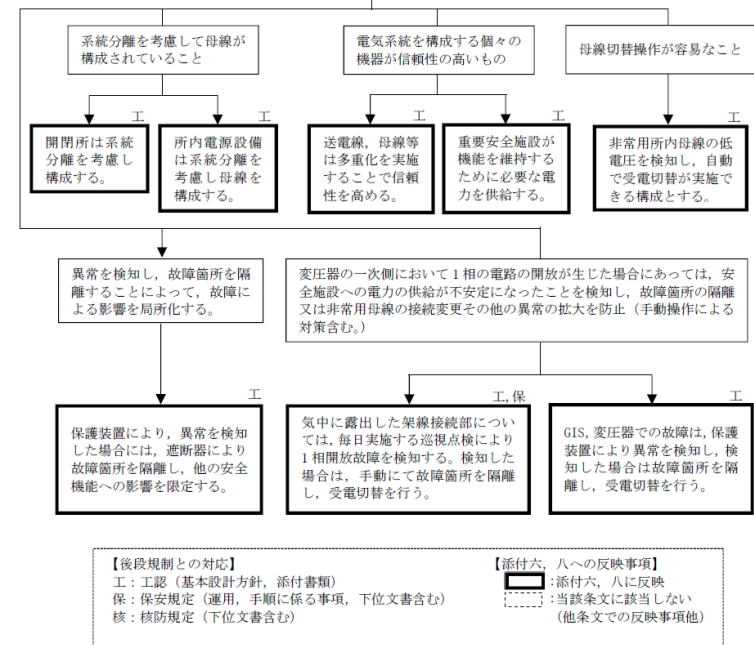 系統分離を考慮して母線が
構成されていること
電気系統を構成する個々の
機器が信頼性の高いもの
母線切替操作が容易なこと
工
開閉所は系統
分離を考慮し
構成する。
工
所内電源設備
は系統分離を
考慮し母線を
構成する。
工
送電線，母線等
は多重化を実施
することで信頼
性を高める。
工
重要安全施設が
機能を維持する
ために必要な電
力を供給する。
工
非常用所内母線の低
電圧を検知し，自動
で受電切替が実施で
きる構成とする。
異常を検知し，故障箇所を隔
離することによって，故障に
よる影響を局所化する。
変圧器の一次側において１相の電路の開放が生じた場合にあっては，安
全施設への電力の供給が不安定になったことを検知し，故障箇所の隔離
又は非常用母線の接続変更その他の異常の拡大を防止（手動操作による
対策含む。）
工
保護装置により，異常を検知
した場合には，遮断器により
故障箇所を隔離し，他の安全
機能への影響を限定する。
工,保
気中に露出した架線接続部につい
ては，毎日実施する巡視点検により
１相開放故障を検知する。検知した
場合は，手動にて故障箇所を隔離
し，受電切替を行う。
工
GIS，変圧器での故障は，保護
装置により異常を検知し，検
知した場合は故障箇所を隔
離し，受電切替を行う。
【後段規制との対応】
工：工認（基本設計方針，添付書類）
保：保安規定（運用，手順に係る事項，下位文書含む）
核：核防規定（下位文書含む）
【添付六，八への反映事項】
：添付六，八に反映
：当該条文に該当しない
（他条文での反映事項他）